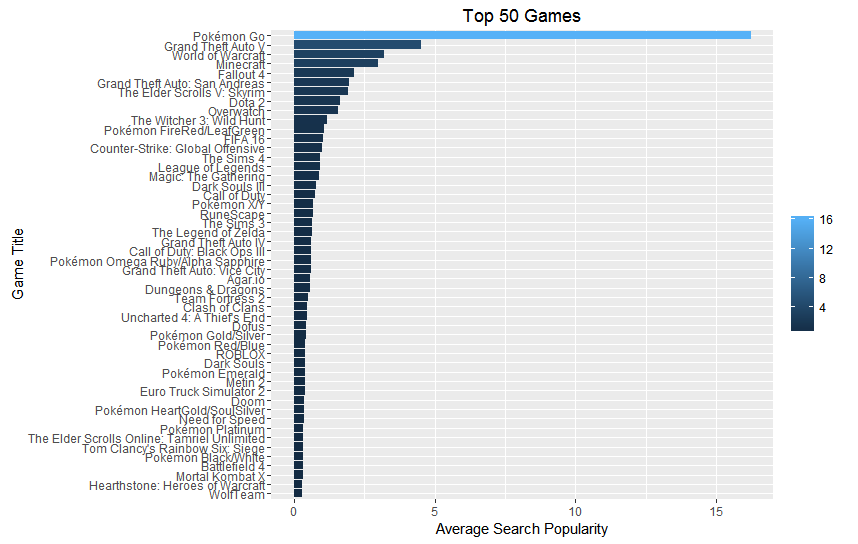 Top 50 Games
Game Title
Pokémon Go
Grand Theft Auto V
World of Warcraft
Minecraft
Fallout 4
Grand Theft Auto: San Andreas
The Elder Scrolls V: Skyrim
Dota 2
Overwatch
The Witcher 3: Wild Hunt
Pokémon FireRed/LeafGreen
FIFA 16
Counter-Strike: Global Offensive
The Sims 4
League of Legends
Magic: The Gathering
Dark Souls III
Call of Duty
Pokémon X/Y
RuneScape
The Sims 3
The Legend of Zelda
Grand Theft Auto IV
Call of Duty: Black Ops III
Pokémon Omega Ruby/Alpha Sapphire
Grand Theft Auto: Vice City
Agar.io
Dungeons & Dragons
Team Fortress 2
Clash of Clans
Uncharted 4: A Thief's End
Dofus
Pokémon Gold/Silver
Pokémon Red/Blue
ROBLOX
Dark Souls
Pokémon Emerald
Metin 2
Euro Truck Simulator 2
Doom
Pokémon HeartGold/SoulSilver
Need for Speed
Pokémon Platinum
The Elder Scrolls Online: Tamriel Unlimited
Tom Clancy's Rainbow Six: Siege
Pokémon Black/White
Battlefield 4
Mortal Kombat X
Hearthstone: Heroes of Warcraft
WolfTeam
0 5 10 15
Average Search Popularity
16
12
8
4